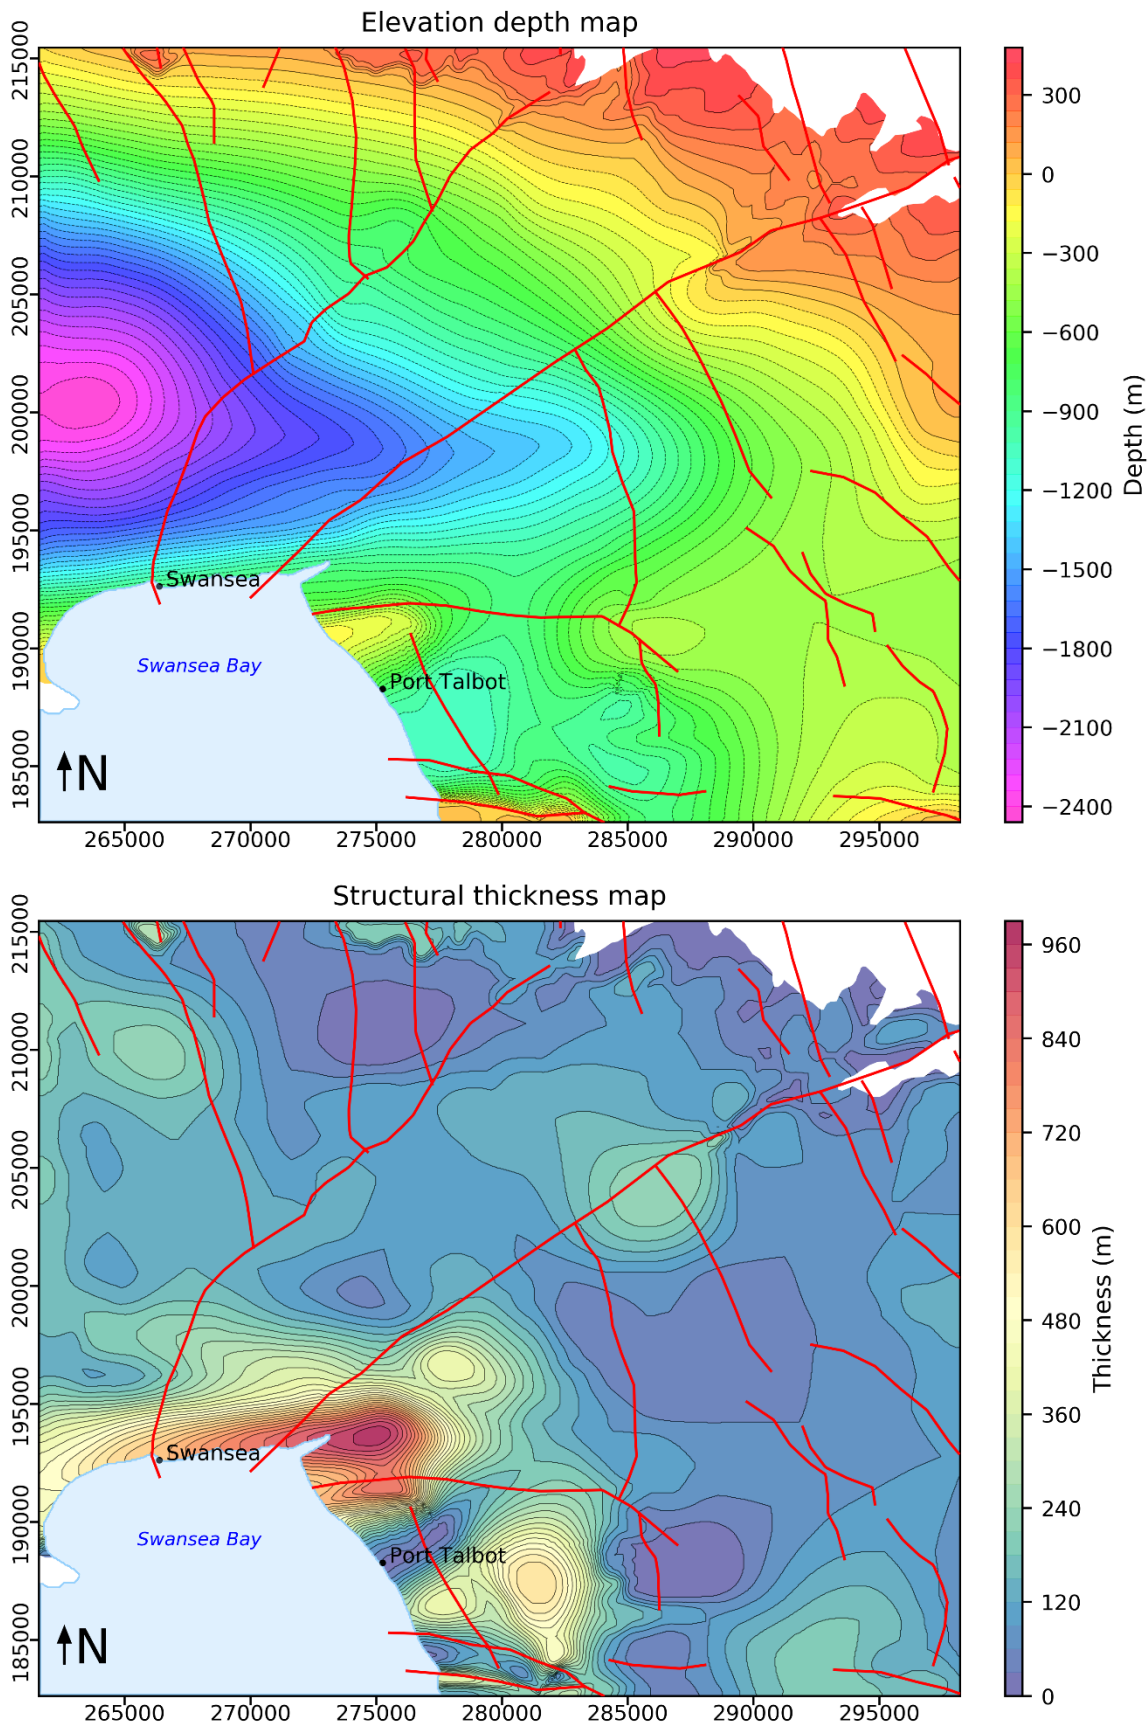 Elevation depth map
215000
210000
205000
200000
195000
190000
185000
Swansea
Swansea Bay
Port Talbot
N
265000 270000 275000 280000 285000 290000 295000
300
0
−300
−600
−900
−1200
−1500
−1800
−2100
−2400
Depth (m)
Structural thickness map
215000
210000
205000
200000
195000
190000
185000
Swansea
Swansea Bay
Port Talbot
N
265000 270000 275000 280000 285000 290000 295000
960
840
720
600
480
360
240
120
0
Thickness (m)